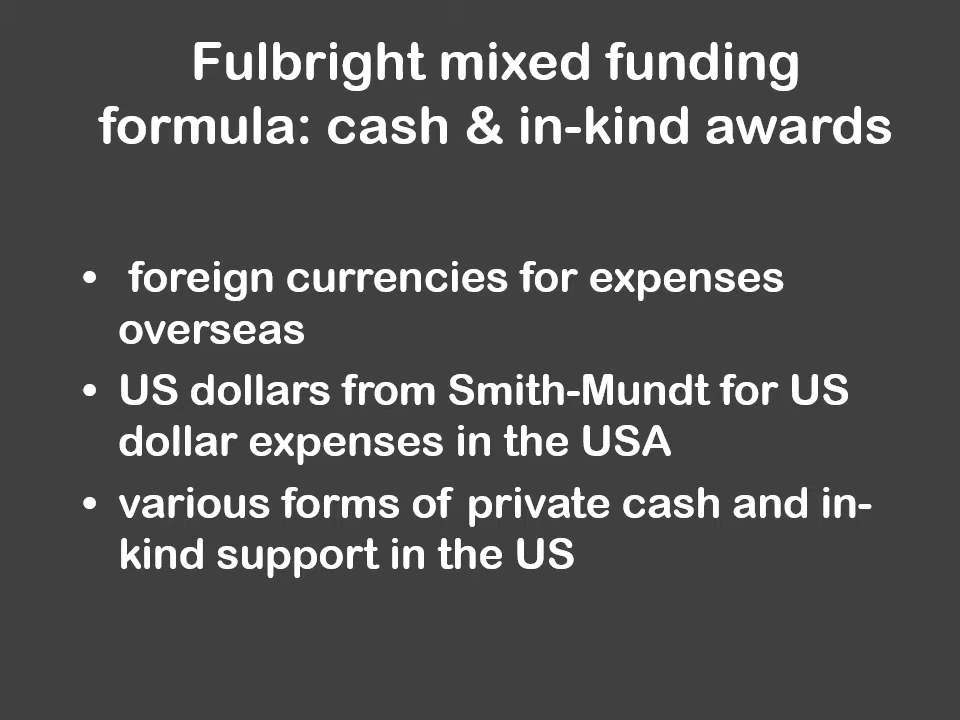 Fulbright mixed funding
formula: cash & in-kind awards
• foreign currencies for expenses
overseas
• US dollars from Smith-Mundt for US
dollar expenses in the USA
• various forms of private cash and in-
kind support in the US